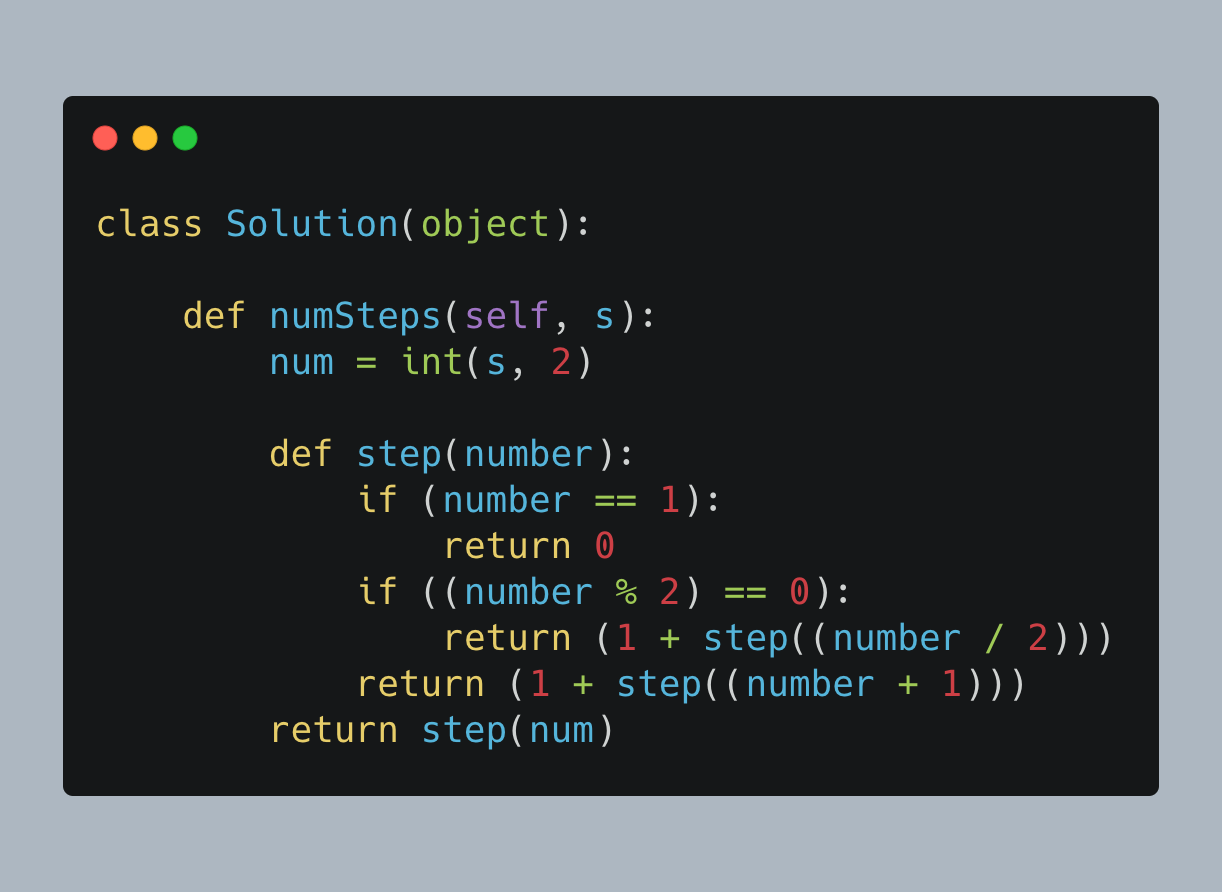 class Solution(object):

    def numSteps(self, s):
        num = int(s, 2)

        def step(number):
            if (number == 1):
                return 0
            if ((number % 2) == 0):
                return (1 + step((number / 2)))
            return (1 + step((number + 1)))
        return step(num)